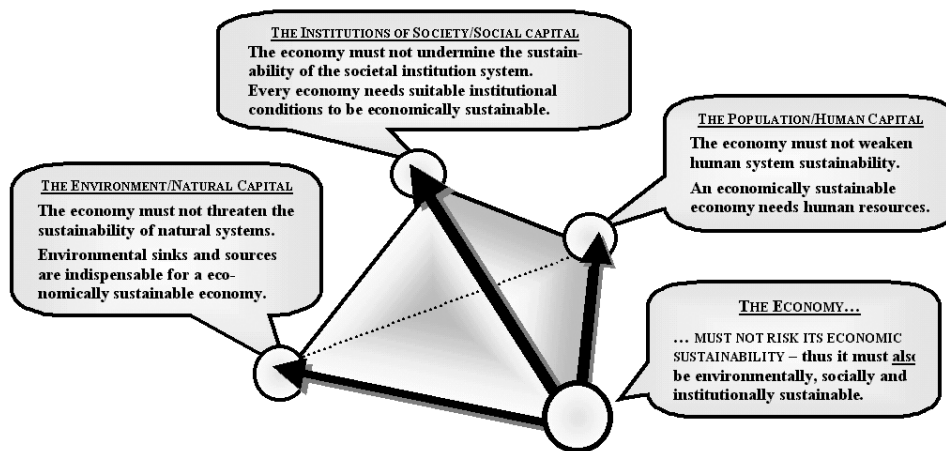 THE INSTITUTIONS OF SOCIETY/SOCIAL CAPITAL
The economy must not undermine the sustain-
ability of the societal institution system.
Every economy needs suitable institutional
conditions to be economically sustainable.
THE POPULATION/HUMAN CAPITAL
The economy must not weaken
human system sustainability.
An economically sustainable
economy needs human resources.
THE ENVIRONMENT/NATURAL CAPITAL
The economy must not threaten the
sustainability of natural systems.
Environmental sinks and sources
are indispensable for a eco-
nomically sustainable economy.
THE ECONOMY…
… MUST NOT RISK ITS ECONOMIC
SUSTAINABILITY – thus it must also
be environmentally, socially and
institutionally sustainable.